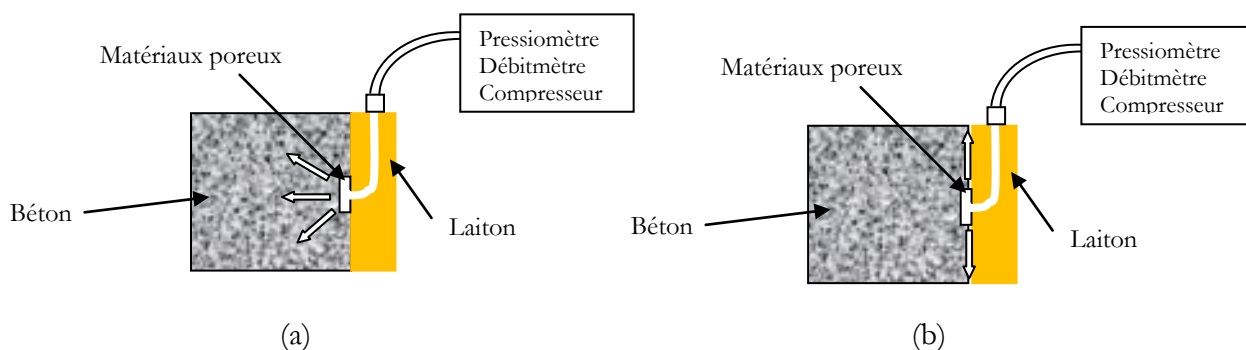 Matériaux poreux
Pressiomètre
Débitmètre
Compresseur
Béton
Laiton
(a)
Matériaux poreux
Pressiomètre
Débitmètre
Compresseur
Béton
Laiton
(b)